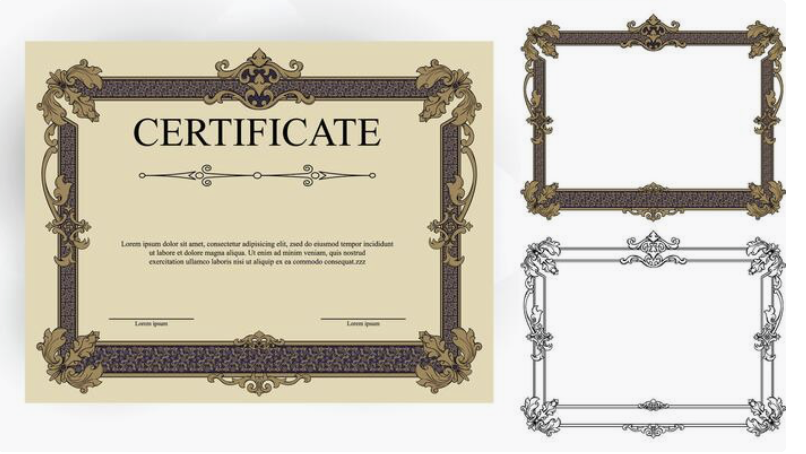 CERTIFICATE
Lorem ipsum dolor sit amet, consectetur adipisicing elit, zsed do eiusmod tempor incididunt
ut labore et dolore magna aliqua. Ut enim ad minim veniam, quis nostrud
exercitation ullamco laboris nisi ut aliquip ex ea commodo consequat.zzz
Lorem ipsum
Lorem ipsum